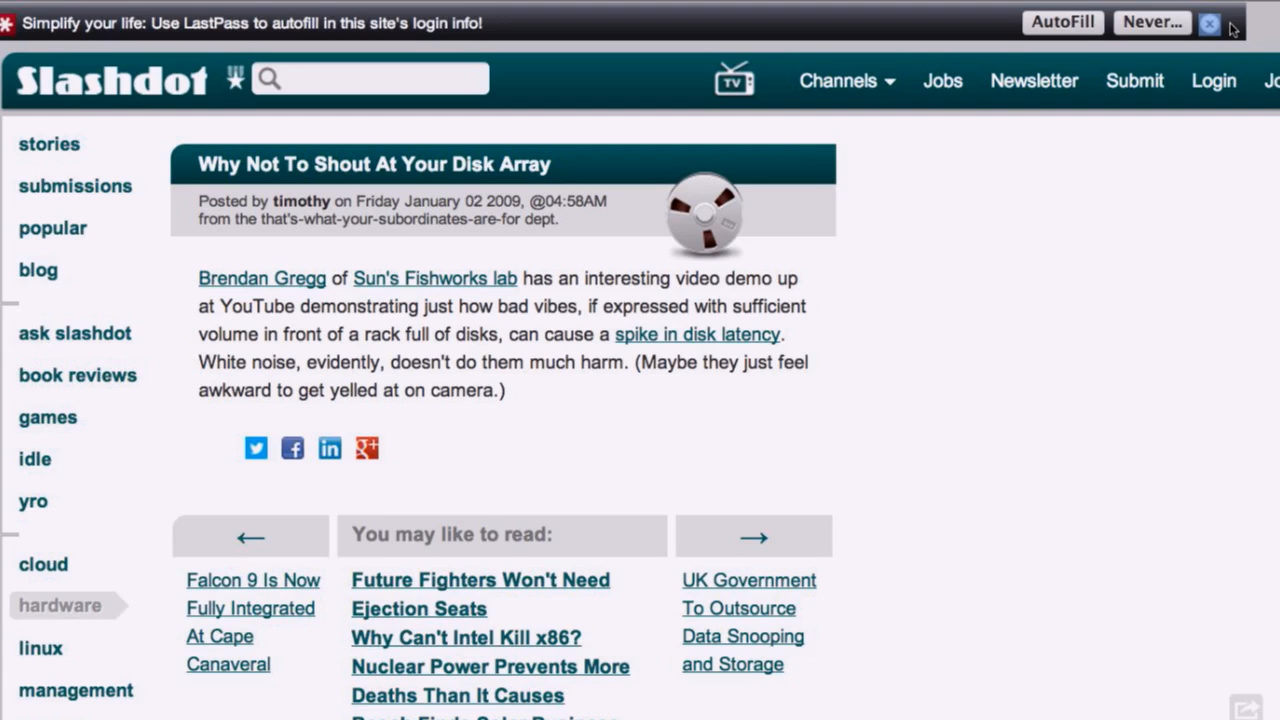 Simplify your life: Use LastPass to autofill in this site's login info!
AutoFill
Never...
Slashdot
TV
Channels
Jobs
Newsletter
Submit
Login
stories
submissions
popular
blog
ask slashdot
book reviews
games
idle
yro
cloud
hardware
linux
management
Why Not To Shout At Your Disk Array
Posted by timothy on Friday January 02 2009, @04:58AM
from the that's-what-your-subordinates-are-for dept.
Brendan Gregg of Sun's Fishworks lab has an interesting video demo up
at YouTube demonstrating just how bad vibes, if expressed with sufficient
volume in front of a rack full of disks, can cause a spike in disk latency.
White noise, evidently, doesn't do them much harm. (Maybe they just feel
awkward to get yelled at on camera.)
←
Falcon 9 Is Now
Fully Integrated
At Cape
Canaveral
You may like to read:
Future Fighters Won't Need
Ejection Seats
Why Can't Intel Kill x86?
Nuclear Power Prevents More
Deaths Than It Causes
→
UK Government
To Outsource
Data Snooping
and Storage